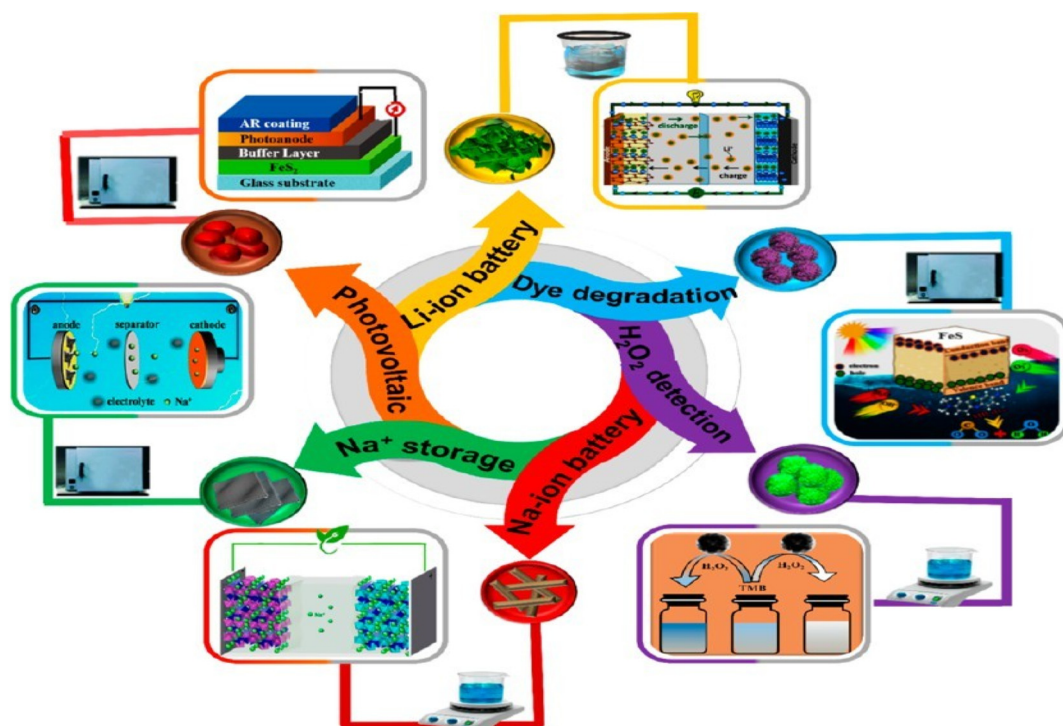 AR coating
Photoanode
Buffer Layer
FeS₂
Glass substrate
discharge
Li⁺
charge
Li-ion battery
Dye degradation
Photovoltaic
H₂O₂ detection
Na⁺ storage
Na-ion battery
anode
separator
cathode
electrolyte
Na⁺
FeS
electron
hole
Na⁺
H₂O₂
H₂O₂
TMB